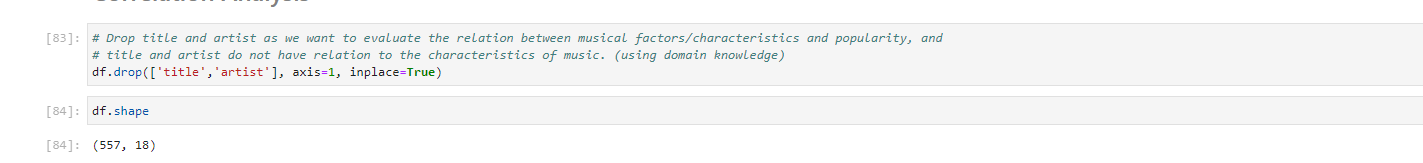 Correlation Analysis
[83]: # Drop title and artist as we want to evaluate the relation between musical factors/characteristics and popularity, and
# title and artist do not have relation to the characteristics of music. (using domain knowledge)
df.drop(['title','artist'], axis=1, inplace=True)
[84]: df.shape
[84]: (557, 18)